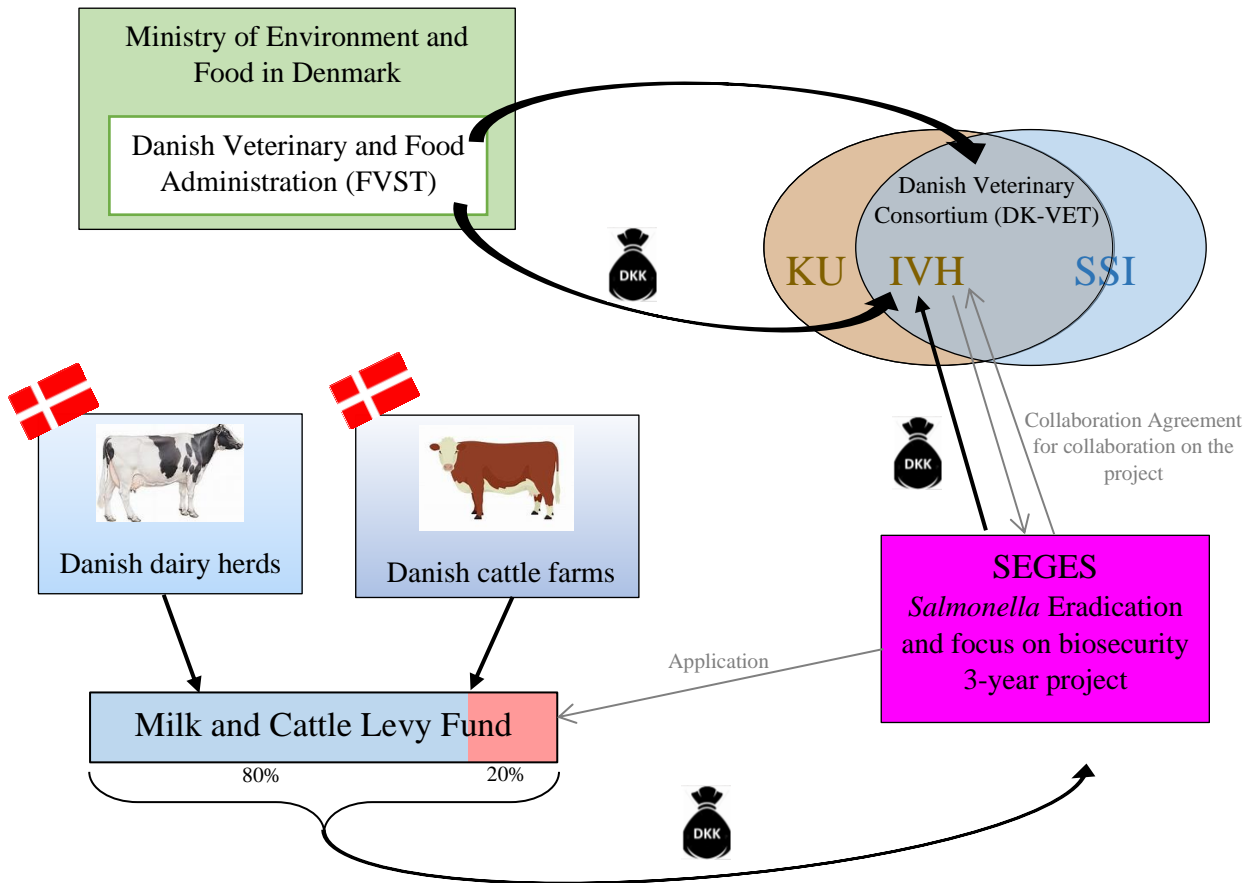 Ministry of Environment and
Food in Denmark
Danish Veterinary and Food
Administration (FVST)
Danish Veterinary
Consortium (DK-VET)
KU
IVH
SSI
DKK
Danish dairy herds
Danish cattle farms
DKK
Collaboration Agreement
for collaboration on the
project
SEGES
Salmonella Eradication
and focus on biosecurity
3-year project
Application
Milk and Cattle Levy Fund
80%
20%
DKK